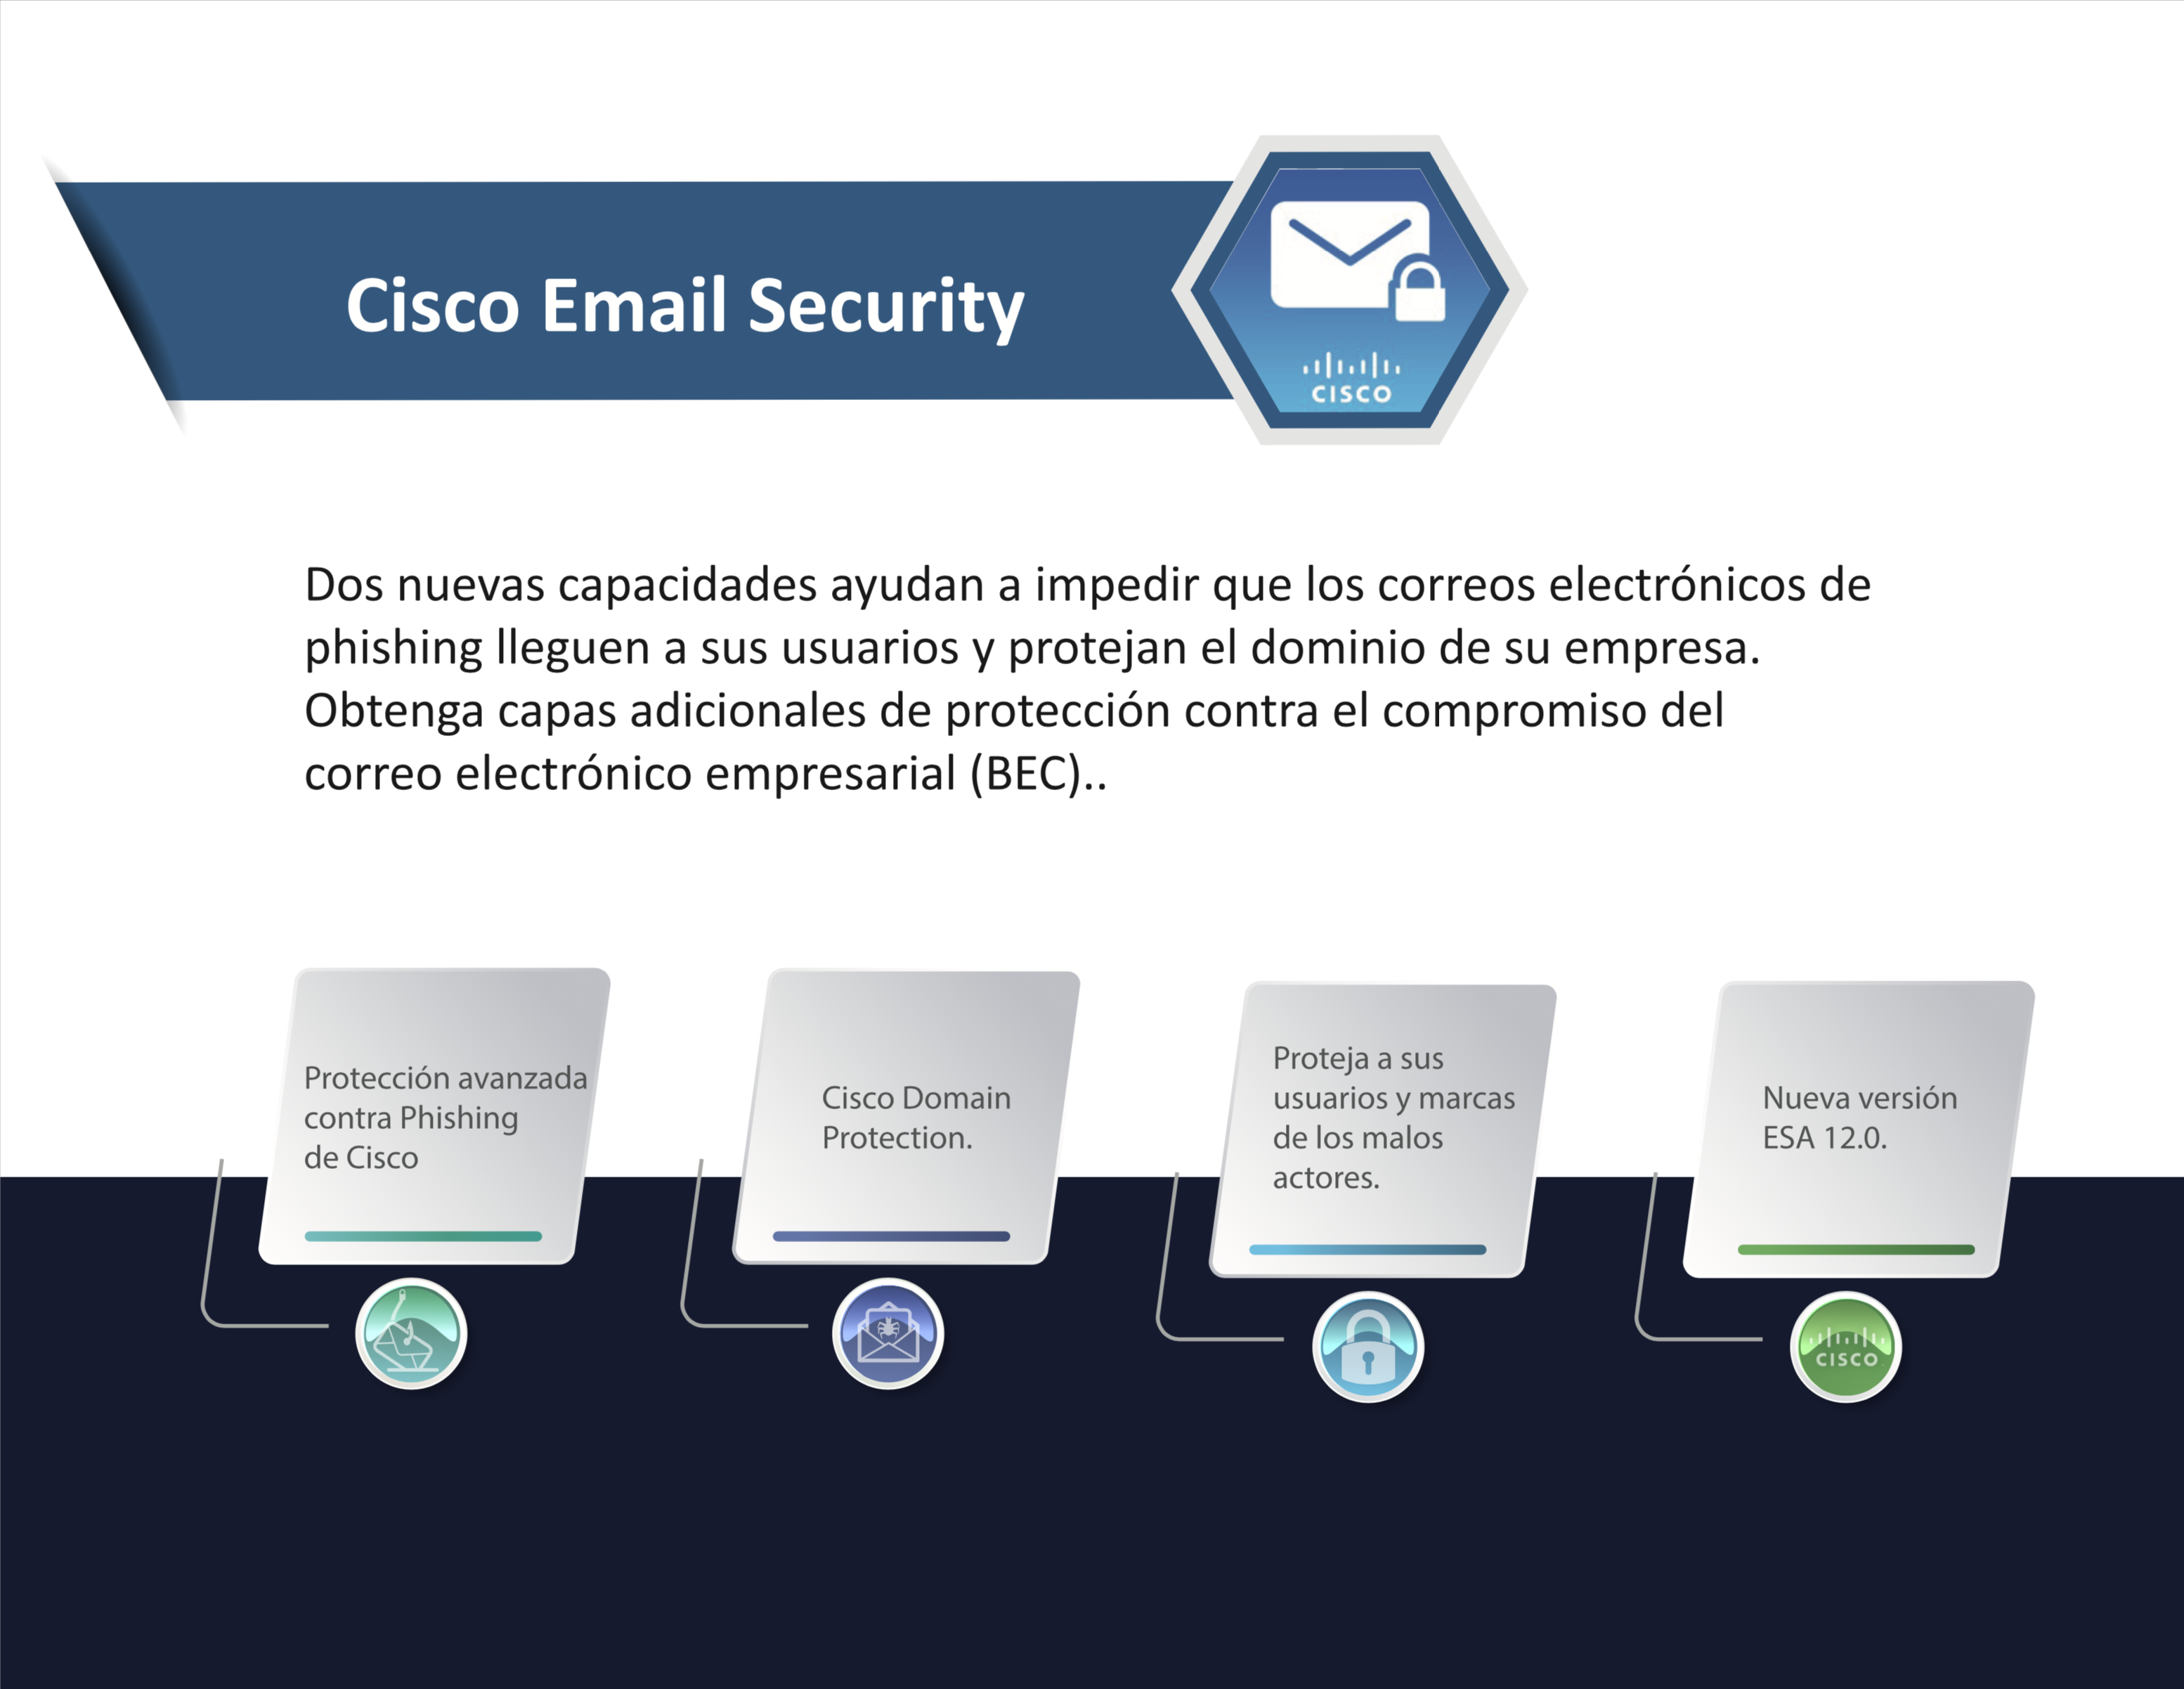 Cisco Email Security
CISCO
Dos nuevas capacidades ayudan a impedir que los correos electrónicos de
phishing lleguen a sus usuarios y protejan el dominio de su empresa.
Obtenga capas adicionales de protección contra el compromiso del
correo electrónico empresarial (BEC)..
Protección avanzada
contra Phishing
de Cisco
Cisco Domain
Protection.
Proteja a sus
usuarios y marcas
de los malos
actores.
Nueva versión
ESA 12.0.
CISCO